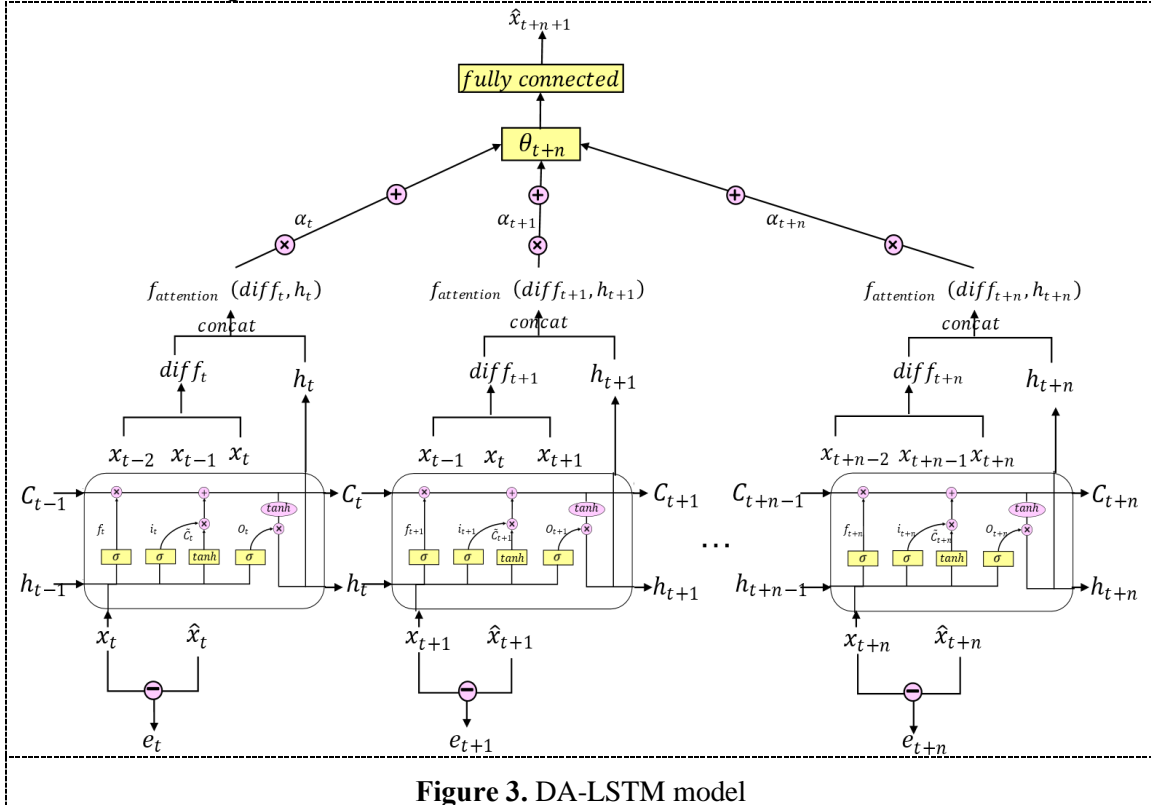 x̂ₜ₊ₙ₊₁
fully connected
θₜ₊ₙ
+ + +
αₜ αₜ₊₁ αₜ₊ₙ
× × ×
f_attention (diffₜ, hₜ) f_attention (diffₜ₊₁, hₜ₊₁) f_attention (diffₜ₊ₙ, hₜ₊ₙ)
concat concat concat
diffₜ hₜ diffₜ₊₁ hₜ₊₁ diffₜ₊ₙ hₜ₊ₙ
xₜ₋₂ xₜ₋₁ xₜ xₜ₋₁ xₜ xₜ₊₁ xₜ₊ₙ₋₂ xₜ₊ₙ₋₁ xₜ₊ₙ
Cₜ₋₁ × + Cₜ × + Cₜ₊₁ Cₜ₊ₙ₋₁ × + Cₜ₊ₙ
tanh tanh tanh
fₜ iₜ × C̃ₜ Oₜ × fₜ₊₁ iₜ₊₁ × C̃ₜ₊₁ Oₜ₊₁ × fₜ₊ₙ iₜ₊ₙ × C̃ₜ₊ₙ Oₜ₊ₙ ×
σ σ tanh σ σ σ tanh σ ... σ σ tanh σ
hₜ₋₁ hₜ hₜ₊₁ hₜ₊ₙ₋₁ hₜ₊ₙ
xₜ x̂ₜ xₜ₊₁ x̂ₜ₊₁ xₜ₊ₙ x̂ₜ₊ₙ
− − −
eₜ eₜ₊₁ eₜ₊ₙ
Figure 3. DA-LSTM model